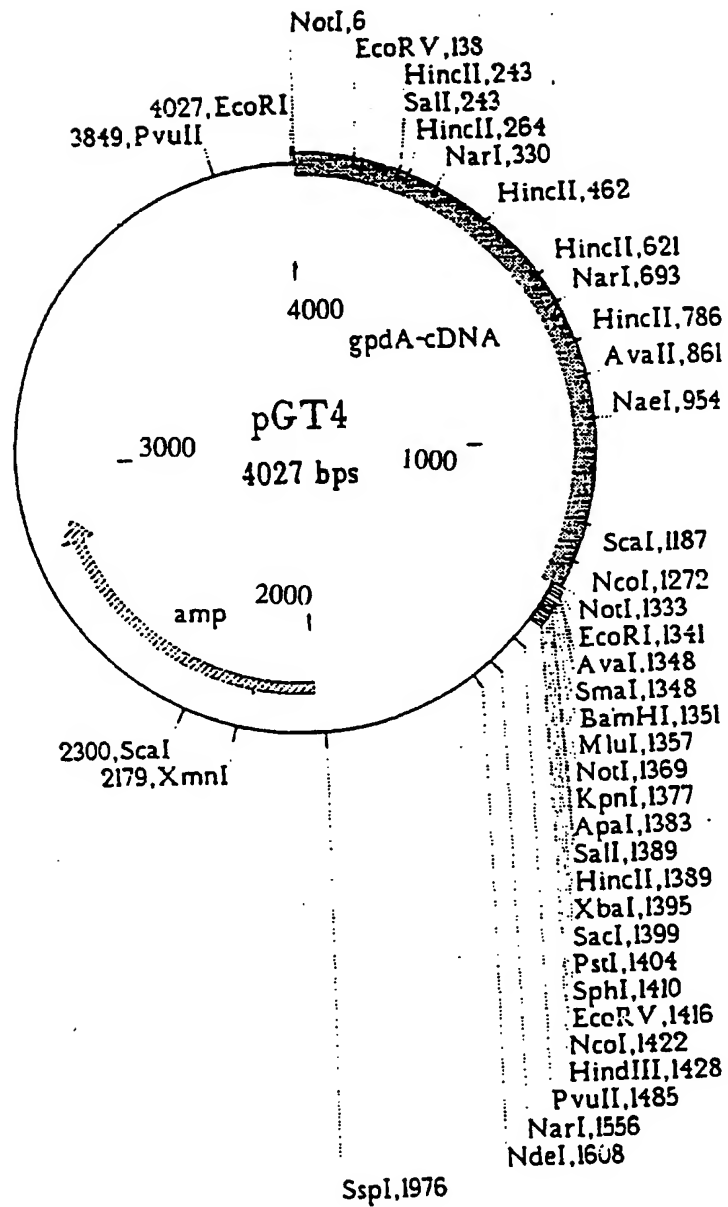 NotI,6
EcoRV,138
HincII,243
SalI,243
HincII,264
NarI,330
HincII,462
HincII,621
NarI,693
HincII,786
AvaII,861
NaeI,954
ScaI,1187
NcoI,1272
NotI,1333
EcoRI,1341
AvaI,1348
SmaI,1348
BamHI,1351
MluI,1357
NotI,1369
KpnI,1377
ApaI,1383
SalI,1389
HincII,1389
XbaI,1395
SacI,1399
PstI,1404
SphI,1410
EcoRV,1416
NcoI,1422
HindIII,1428
PvuII,1485
NarI,1556
NdeI,1608
SspI,1976
2179,XmnI
2300,ScaI
3849,PvuII
4027,EcoRI
4000
gpdA-cDNA
pGT4
4027 bps
1000
2000
3000
amp